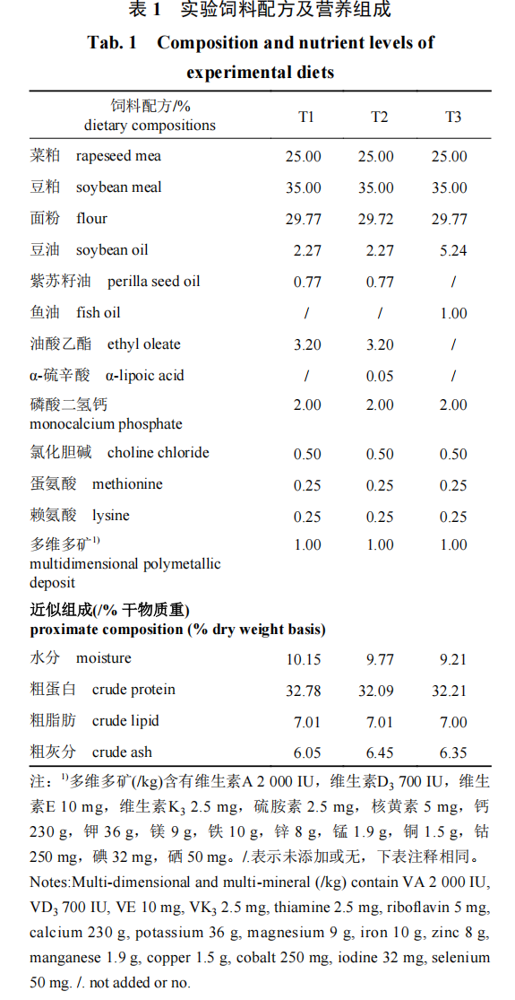 表 1 实验饲料配方及营养组成
Tab. 1 Composition and nutrient levels of
experimental diets
饲料配方/%
dietary compositions T1 T2 T3
菜粕 rapeseed mea 25.00 25.00 25.00
豆粕 soybean meal 35.00 35.00 35.00
面粉 flour 29.77 29.72 29.77
豆油 soybean oil 2.27 2.27 5.24
紫苏籽油 perilla seed oil 0.77 0.77 /
鱼油 fish oil / / 1.00
油酸乙酯 ethyl oleate 3.20 3.20 /
α-硫辛酸 α-lipoic acid / 0.05 /
磷酸二氢钙 2.00 2.00 2.00
monocalcium phosphate
氯化胆碱 choline chloride 0.50 0.50 0.50
蛋氨酸 methionine 0.25 0.25 0.25
赖氨酸 lysine 0.25 0.25 0.25
多维多矿1) 1.00 1.00 1.00
multidimensional polymetallic
deposit
近似组成(/% 干物质重)
proximate composition (% dry weight basis)
水分 moisture 10.15 9.77 9.21
粗蛋白 crude protein 32.78 32.09 32.21
粗脂肪 crude lipid 7.01 7.01 7.00
粗灰分 crude ash 6.05 6.45 6.35
注：1)多维多矿(/kg)含有维生素A 2 000 IU，维生素D3 700 IU，维生
素E 10 mg，维生素K3 2.5 mg，硫胺素 2.5 mg，核黄素 5 mg，钙
230 g，钾 36 g，镁 9 g，铁 10 g，锌 8 g，锰 1.9 g，铜 1.5 g，钴
250 mg，碘 32 mg，硒 50 mg。/.表示未添加或无，下表注释相同。
Notes:Multi-dimensional and multi-mineral (/kg) contain VA 2 000 IU,
VD3 700 IU, VE 10 mg, VK3 2.5 mg, thiamine 2.5 mg, riboflavin 5 mg,
calcium 230 g, potassium 36 g, magnesium 9 g, iron 10 g, zinc 8 g,
manganese 1.9 g, copper 1.5 g, cobalt 250 mg, iodine 32 mg, selenium
50 mg. /. not added or no.